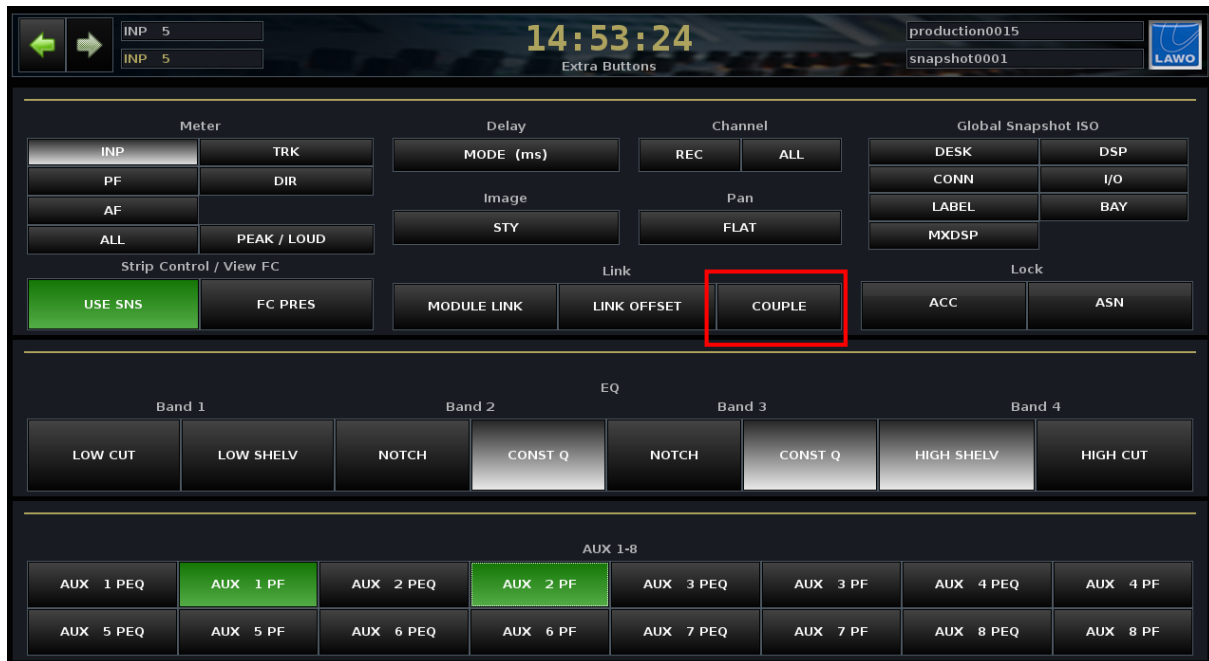 INP 5
INP 5
14:53:24
Extra Buttons
production0015
snapshot0001
LAWO
Meter
Delay
Channel
Global Snapshot ISO
INP TRK MODE (ms) REC ALL DESK DSP
PF DIR CONN I/O
Image Pan
AF STY FLAT LABEL BAY
ALL PEAK / LOUD MXDSP
Strip Control / View FC Link Lock
USE SNS FC PRES MODULE LINK LINK OFFSET COUPLE ACC ASN
EQ
Band 1 Band 2 Band 3 Band 4
LOW CUT LOW SHELV NOTCH CONST Q NOTCH CONST Q HIGH SHELV HIGH CUT
AUX 1-8
AUX 1 PEQ AUX 1 PF AUX 2 PEQ AUX 2 PF AUX 3 PEQ AUX 3 PF AUX 4 PEQ AUX 4 PF
AUX 5 PEQ AUX 5 PF AUX 6 PEQ AUX 6 PF AUX 7 PEQ AUX 7 PF AUX 8 PEQ AUX 8 PF